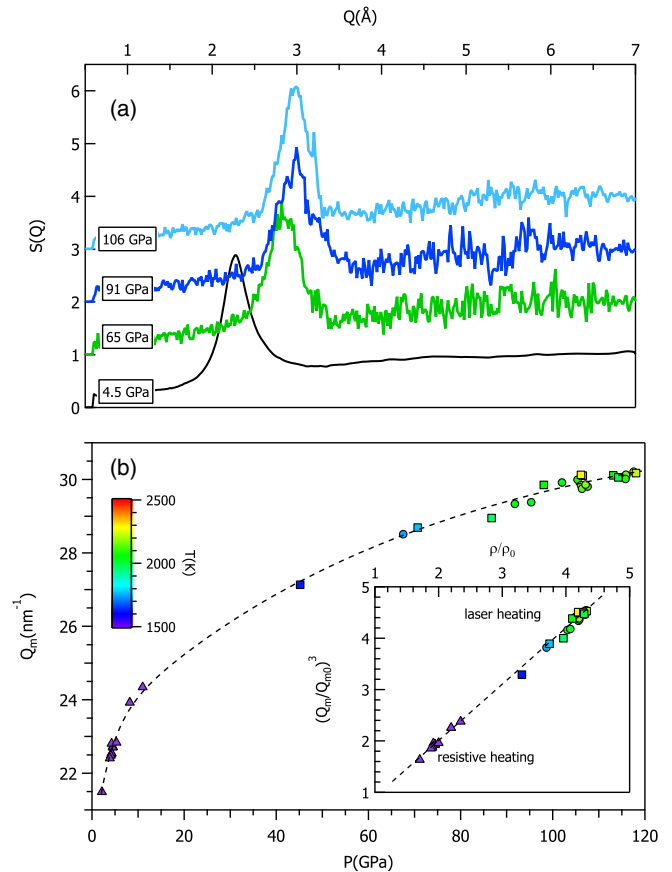 Q(Å)
1 2 3 4 5 6 7
(a)
6
5
4
3
2
1
0
S(Q)
106 GPa
91 GPa
65 GPa
4.5 GPa
(b)
30
28
26
24
22
Qm(nm⁻¹)
2500
2000
1500
T(K)
ρ/ρ0
1 2 3 4 5
5
4
3
2
1
(Qm/Qm0)³
laser heating
resistive heating
0 20 40 60 80 100 120
P(GPa)